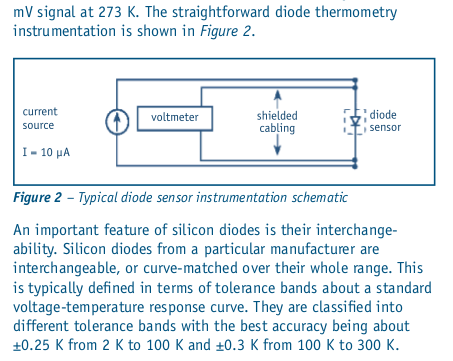 mV signal at 273 K. The straightforward diode thermometry
instrumentation is shown in Figure 2.
current
source
I = 10 µA
voltmeter
shielded
cabling
diode
sensor
Figure 2 – Typical diode sensor instrumentation schematic
An important feature of silicon diodes is their interchange-
ability. Silicon diodes from a particular manufacturer are
interchangeable, or curve-matched over their whole range. This
is typically defined in terms of tolerance bands about a standard
voltage-temperature response curve. They are classified into
different tolerance bands with the best accuracy being about
±0.25 K from 2 K to 100 K and ±0.3 K from 100 K to 300 K.